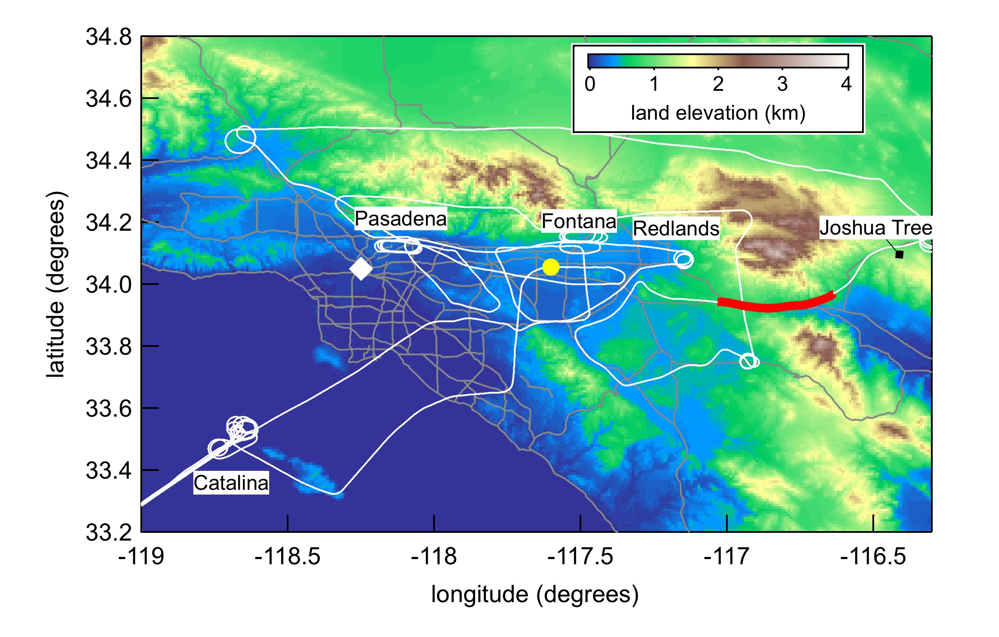 34.8
34.6
34.4
34.2
34.0
33.8
33.6
33.4
33.2
latitude (degrees)
0 1 2 3 4
land elevation (km)
Pasadena
Fontana
Redlands
Joshua Tree
Catalina
-119 -118.5 -118 -117.5 -117 -116.5
longitude (degrees)